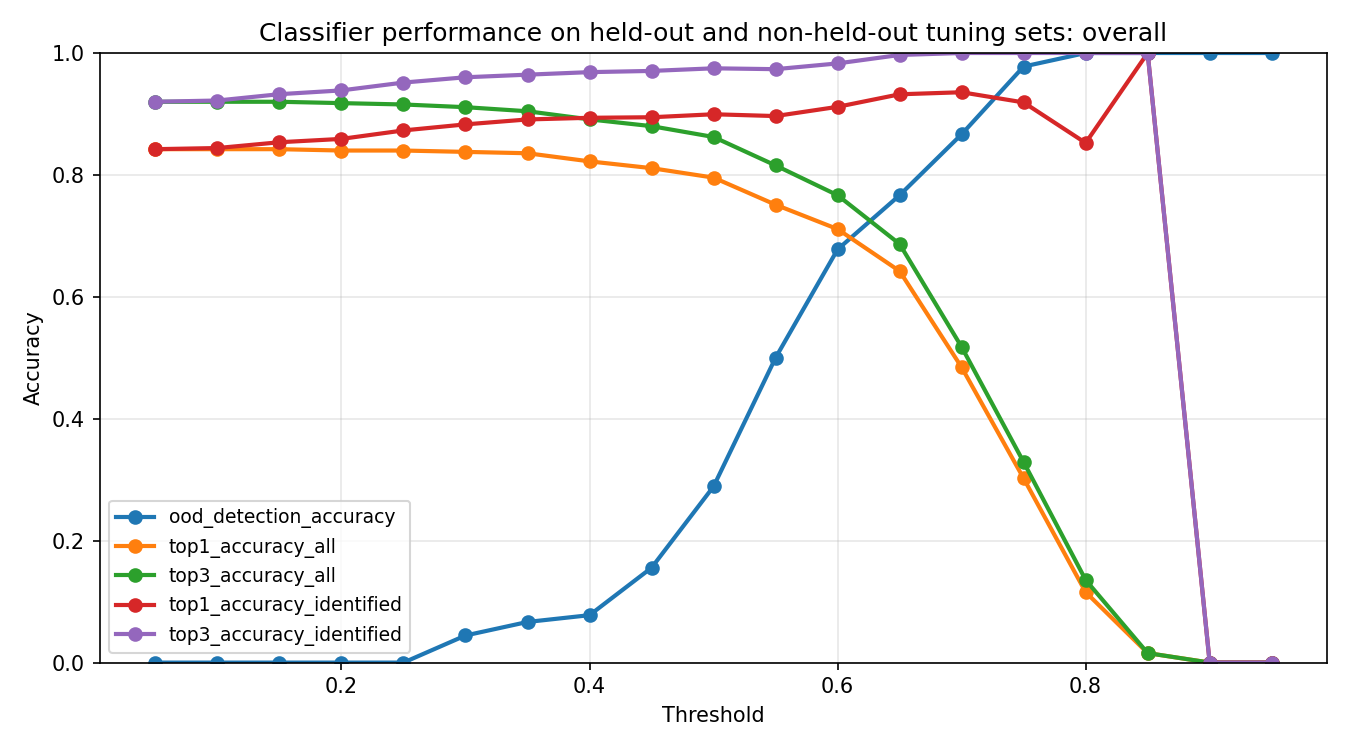 Classifier performance on held-out and non-held-out tuning sets: overall
1.0
0.8
0.6
0.4
0.2
0.0
Accuracy
ood_detection_accuracy
top1_accuracy_all
top3_accuracy_all
top1_accuracy_identified
top3_accuracy_identified
0.2
0.4
0.6
0.8
Threshold